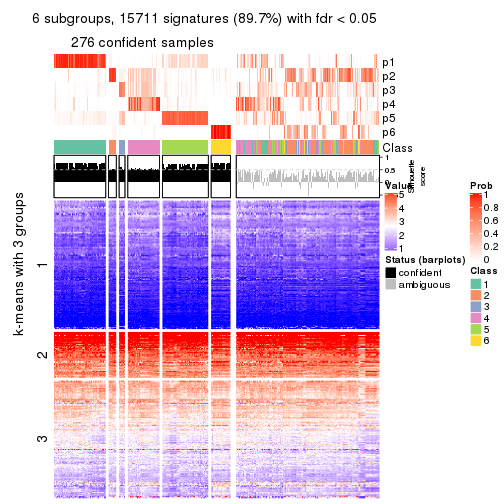 6 subgroups, 15711 signatures (89.7%) with fdr < 0.05
276 confident samples
p1
p2
p3
p4
p5
p6
Class
1
0.5
0
Silhouette
score
k-means with 3 groups
1
2
3
Value
5
4
3
2
1
Status (barplots)
confident
ambiguous
Prob
1
0.8
0.6
0.4
0.2
0
Class
1
2
3
4
5
6